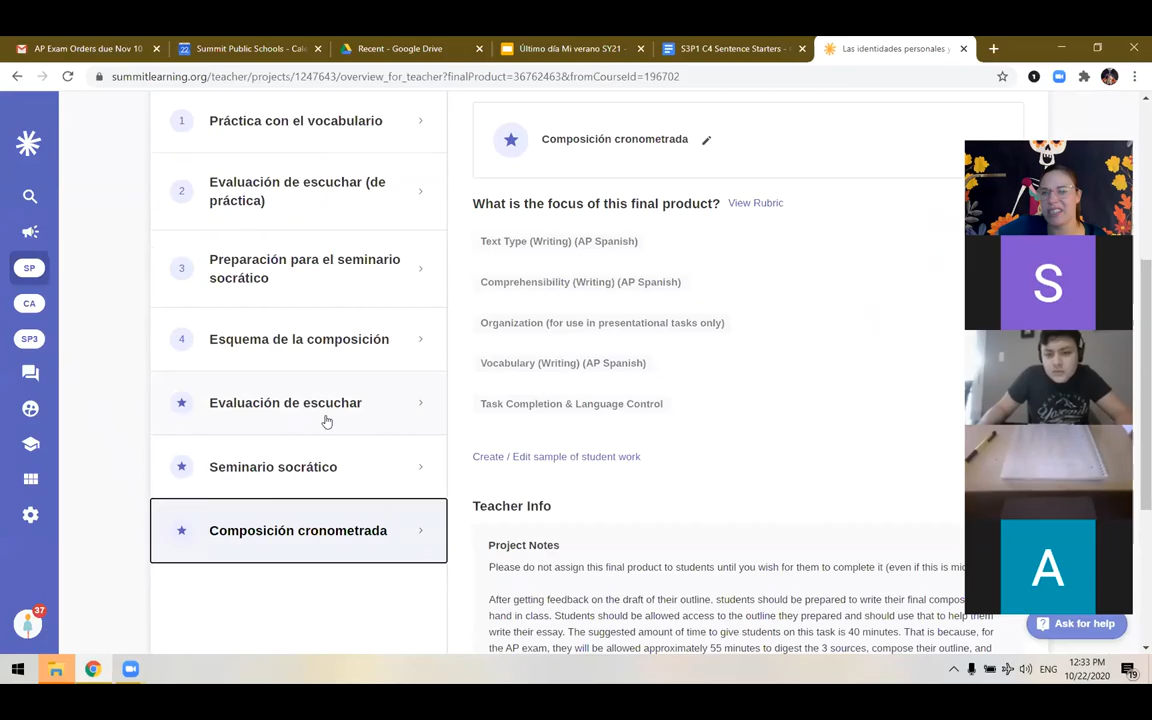 AP Exam Orders due Nov 10
22
Summit Public Schools - Cale
Recent - Google Drive
Último día Mi verano SY21 -
S3P1 C4 Sentence Starters -
Las identidades personales y
summitlearning.org/teacher/projects/1247643/overview_for_teacher?finalProduct=36762463&fromCourseId=196702
1
1 Práctica con el vocabulario
2 Evaluación de escuchar (de
práctica)
3 Preparación para el seminario
socrático
4 Esquema de la composición
Evaluación de escuchar
Seminario socrático
Composición cronometrada
SP
CA
SP3
37
Composición cronometrada
What is the focus of this final product? View Rubric
Text Type (Writing) (AP Spanish)
Comprehensibility (Writing) (AP Spanish)
Organization (for use in presentational tasks only)
Vocabulary (Writing) (AP Spanish)
Task Completion & Language Control
Create / Edit sample of student work
Teacher Info
Project Notes
Please do not assign this final product to students until you wish for them to complete it (even if this is mic
After getting feedback on the draft of their outline, students should be prepared to write their final compos
hand in class. Students should be allowed access to the outline they prepared and should use that to help them
write their essay. The suggested amount of time to give students on this task is 40 minutes. That is because, for
the AP exam, they will be allowed approximately 55 minutes to digest the 3 sources, compose their outline, and
S
A
Ask for help
ENG
12:33 PM
10/22/2020
19